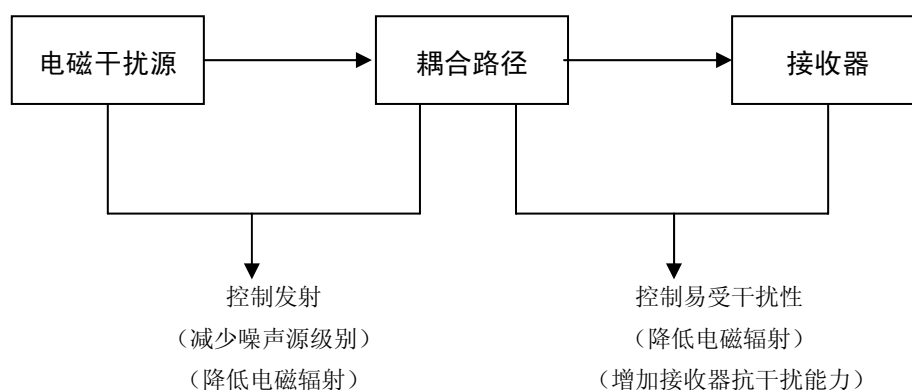 电磁干扰源
耦合路径
接收器
控制发射
（减少噪声源级别）
（降低电磁辐射）
控制易受干扰性
（降低电磁辐射）
（增加接收器抗干扰能力）